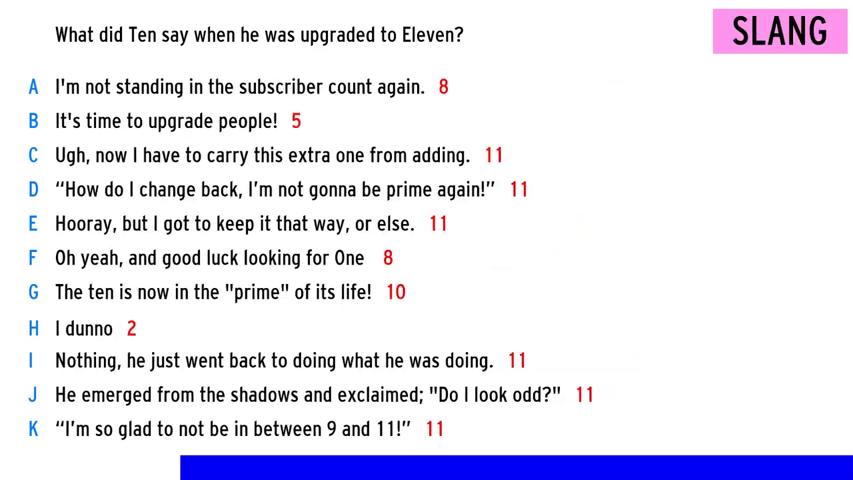 What did Ten say when he was upgraded to Eleven?
SLANG
A I'm not standing in the subscriber count again. 8
B It's time to upgrade people! 5
C Ugh, now I have to carry this extra one from adding. 11
D “How do I change back, I’m not gonna be prime again!” 11
E Hooray, but I got to keep it that way, or else. 11
F Oh yeah, and good luck looking for One 8
G The ten is now in the "prime" of its life! 10
H I dunno 2
I Nothing, he just went back to doing what he was doing. 11
J He emerged from the shadows and exclaimed; "Do I look odd?" 11
K “I’m so glad to not be in between 9 and 11!” 11